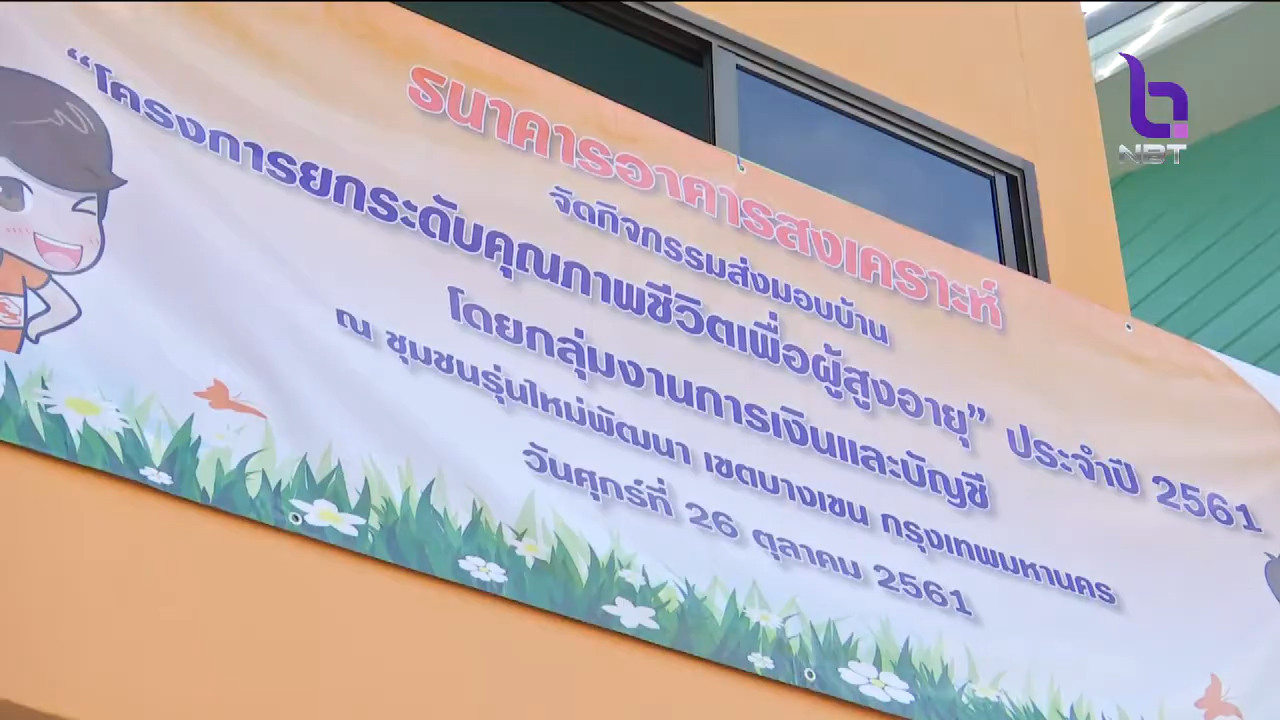 ธนาคารอาคารสงเคราะห์
จัดกิจกรรมส่งมอบบ้าน
“โครงการยกระดับคุณภาพชีวิตเพื่อผู้สูงอายุ” ประจำปี 2561
โดยกลุ่มงานการเงินและบัญชี
ณ ชุมชนรุ่นใหม่พัฒนา เขตบางเขน กรุงเทพมหานคร
วันศุกร์ที่ 26 ตุลาคม 2561
NBT